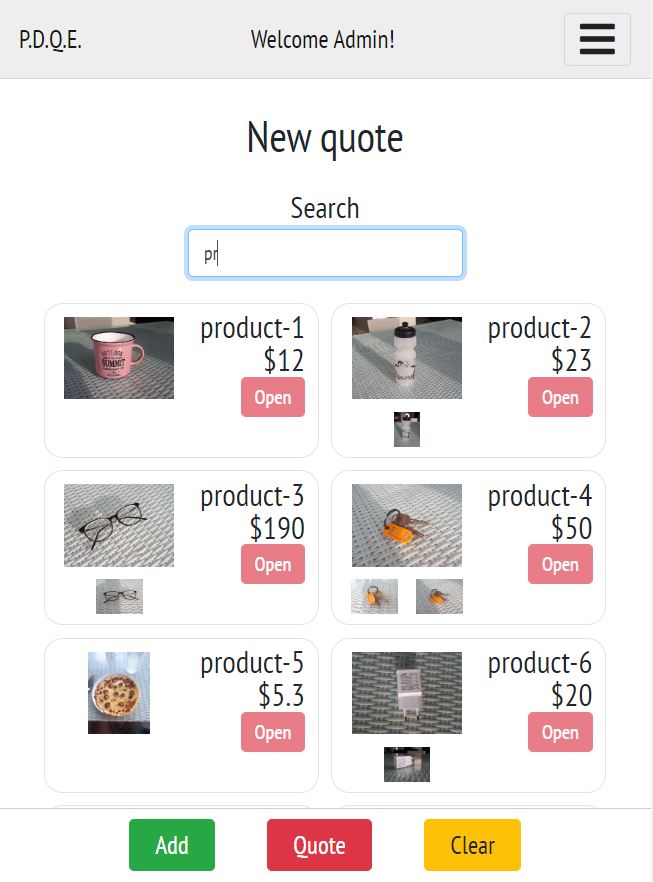 P.D.Q.E.
Welcome Admin!
New quote
Search
pr
product-1
$12
Open
SUMMIT
product-2
$23
Open
product-3
$190
Open
product-4
$50
Open
product-5
$5.3
Open
product-6
$20
Open
Add
Quote
Clear